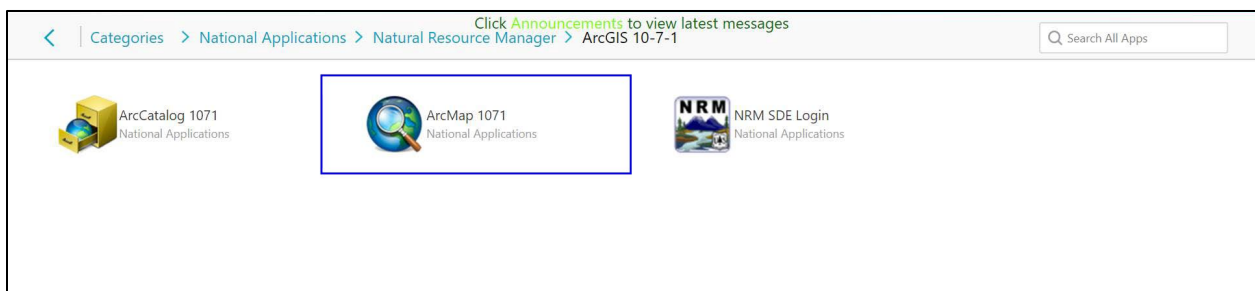 Click Announcements to view latest messages
Categories > National Applications > Natural Resource Manager > ArcGIS 10-7-1
Search All Apps
ArcCatalog 1071
National Applications
ArcMap 1071
National Applications
NRM
NRM SDE Login
National Applications